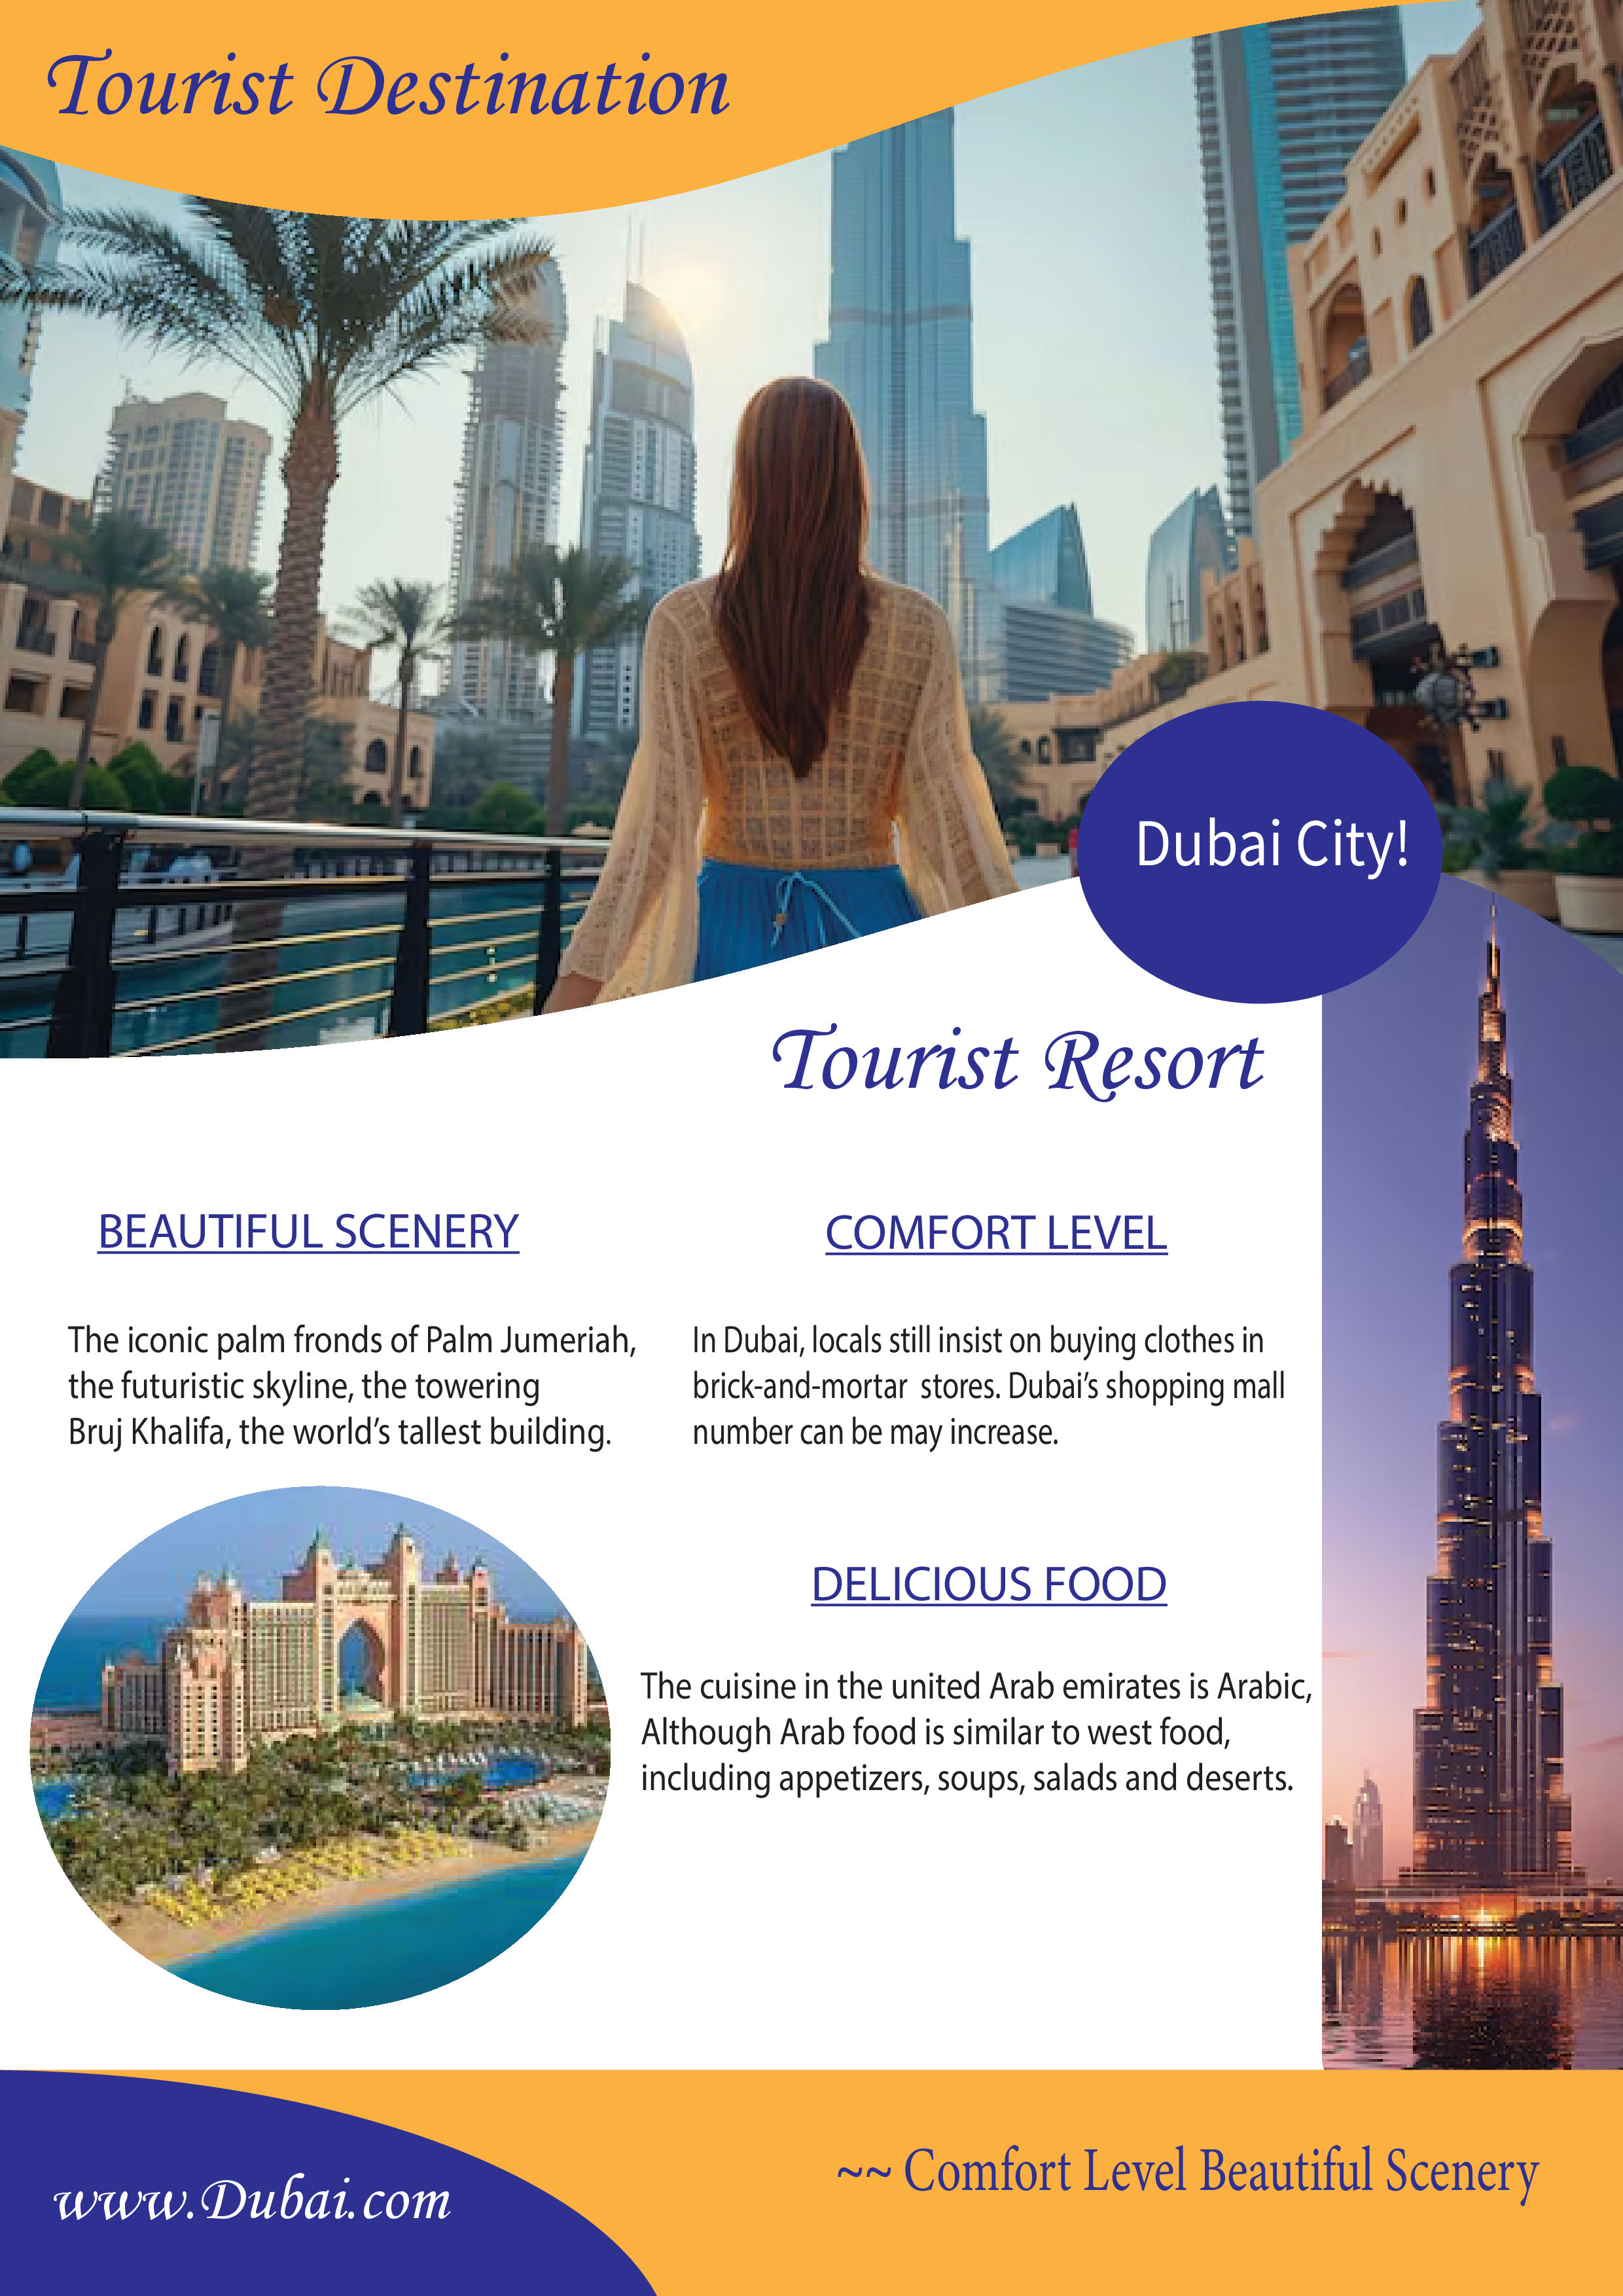 Tourist Destination
Dubai City!
Tourist Resort
BEAUTIFUL SCENERY
The iconic palm fronds of Palm Jumeriah,
the futuristic skyline, the towering
Bruj Khalifa, the world’s tallest building.
COMFORT LEVEL
In Dubai, locals still insist on buying clothes in
brick-and-mortar  stores. Dubai’s shopping mall
number can be may increase.
DELICIOUS FOOD
The cuisine in the united Arab emirates is Arabic,
Although Arab food is similar to west food,
including appetizers, soups, salads and deserts.
www.Dubai.com
~~ Comfort Level Beautiful Scenery